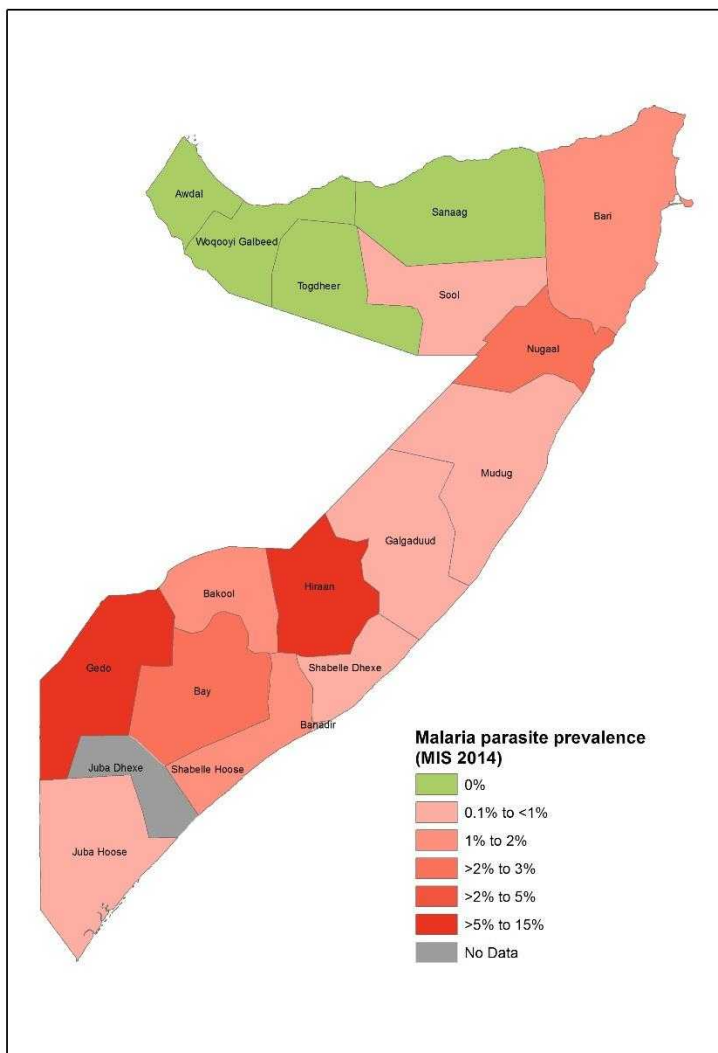 Awdal
Sanaag
Bari
Woqooyi Galbeed
Togdheer
Sool
Nugaal
Mudug
Galgaduud
Hiraan
Bakool
Gedo
Shabelle Dhexe
Bay
Banadir
Juba Dhexe
Shabelle Hoose
Juba Hoose
Malaria parasite prevalence
(MIS 2014)
0%
0.1% to <1%
1% to 2%
>2% to 3%
>2% to 5%
>5% to 15%
No Data